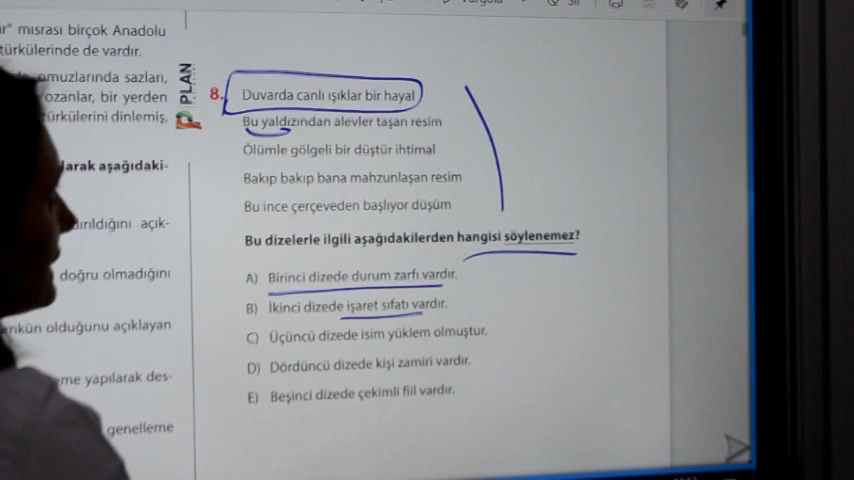 ır" mısrası birçok Anadolu
türkülerinde de vardır.
omuzlarında sazları,
ozanlar, bir yerden
türkülerini dinlemiş.
larak aşağıdaki-
dırıldığını açık-
doğru olmadığını
mkün olduğunu açıklayan
eme yapılarak des-
genelleme
PLAN
8. Duvarda canlı ışıklar bir hayal
Bu yaldızından alevler taşan resim
Ölümle gölgeli bir düştür ihtimal
Bakıp bakıp bana mahzunlaşan resim
Bu ince çerçeveden başlıyor düşüm
Bu dizelerle ilgili aşağıdakilerden hangisi söylenemez?
A) Birinci dizede durum zarfı vardır.
B) İkinci dizede işaret sıfatı vardır.
C) Üçüncü dizede isim yüklem olmuştur.
D) Dördüncü dizede kişi zamiri vardır.
E) Beşinci dizede çekimli fiil vardır.